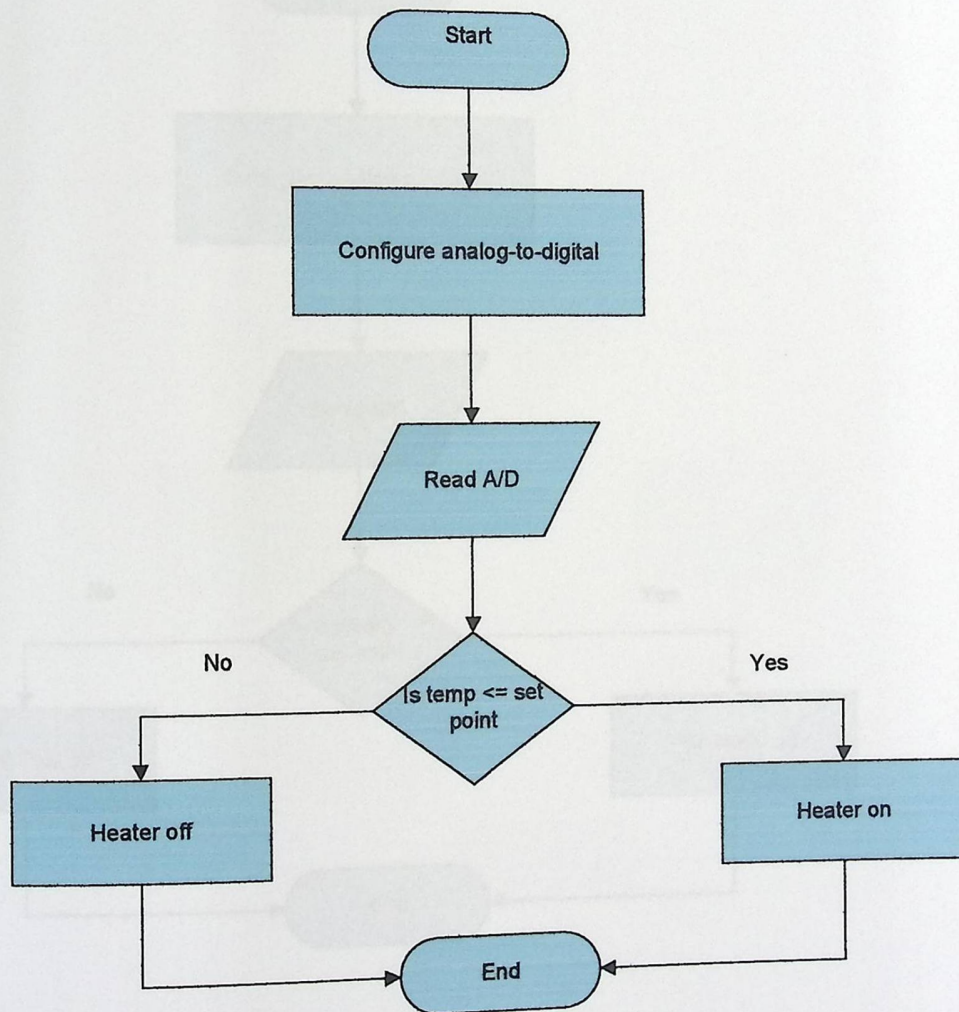 Start
Configure analog-to-digital
Read A/D
No
Yes
Is temp <= set
point
Heater off
Heater on
End